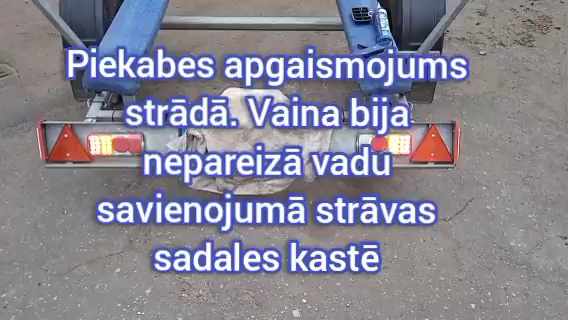 Piekabes apgaismojums
strādā. Vaina bija
nepareizā vadu
savienojumā strāvas
sadales kastē